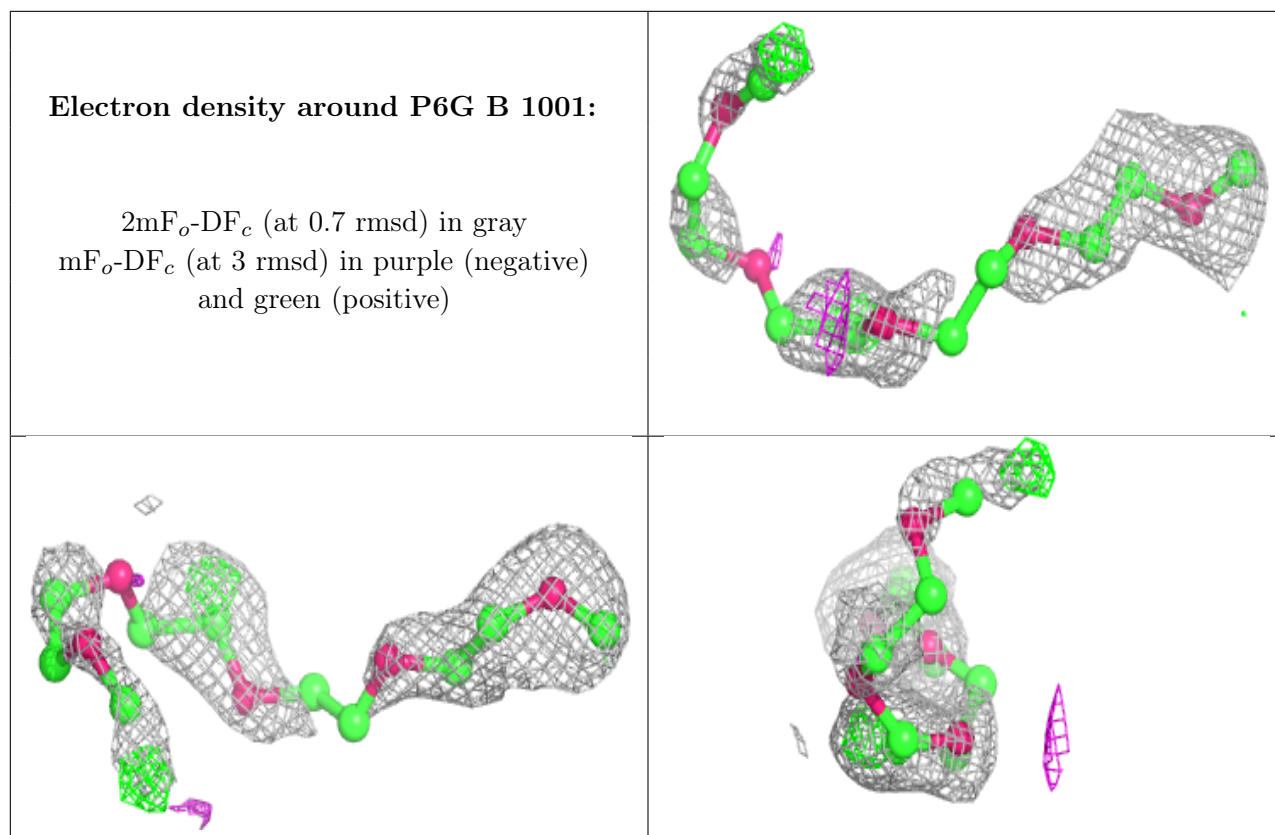 Electron density around P6G B 1001:
2mFₒ-DF𝒸 (at 0.7 rmsd) in gray
mFₒ-DF𝒸 (at 3 rmsd) in purple (negative)
and green (positive)